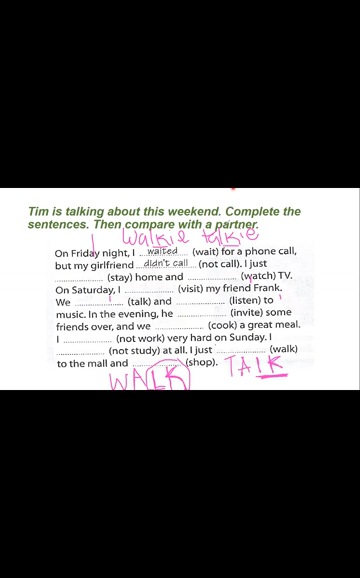 Tim is talking about this weekend. Complete the
sentences. Then compare with a partner.
walkie talkie
On Friday night, I ...waited... (wait) for a phone call,
but my girlfriend ...didn't call... (not call). I just
.................... (stay) home and .................... (watch) TV.
On Saturday, I .................... (visit) my friend Frank.
We .................... (talk) and .................... (listen) to
music. In the evening, he .................... (invite) some
friends over, and we .................... (cook) a great meal.
I .................... (not work) very hard on Sunday. I
.................... (not study) at all. I just .................... (walk)
to the mall and .................... (shop).
WALK TALK